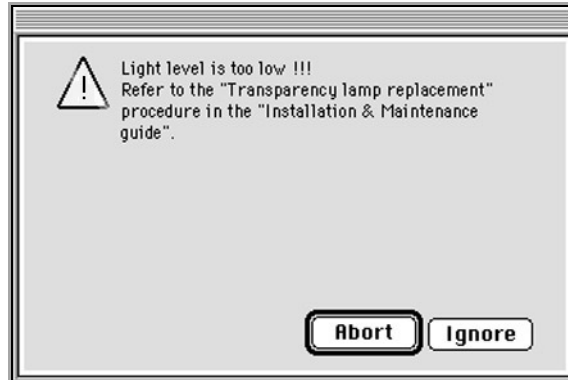 Light level is too low !!!
Refer to the "Transparency lamp replacement"
procedure in the "Installation & Maintenance
guide".
Abort
Ignore